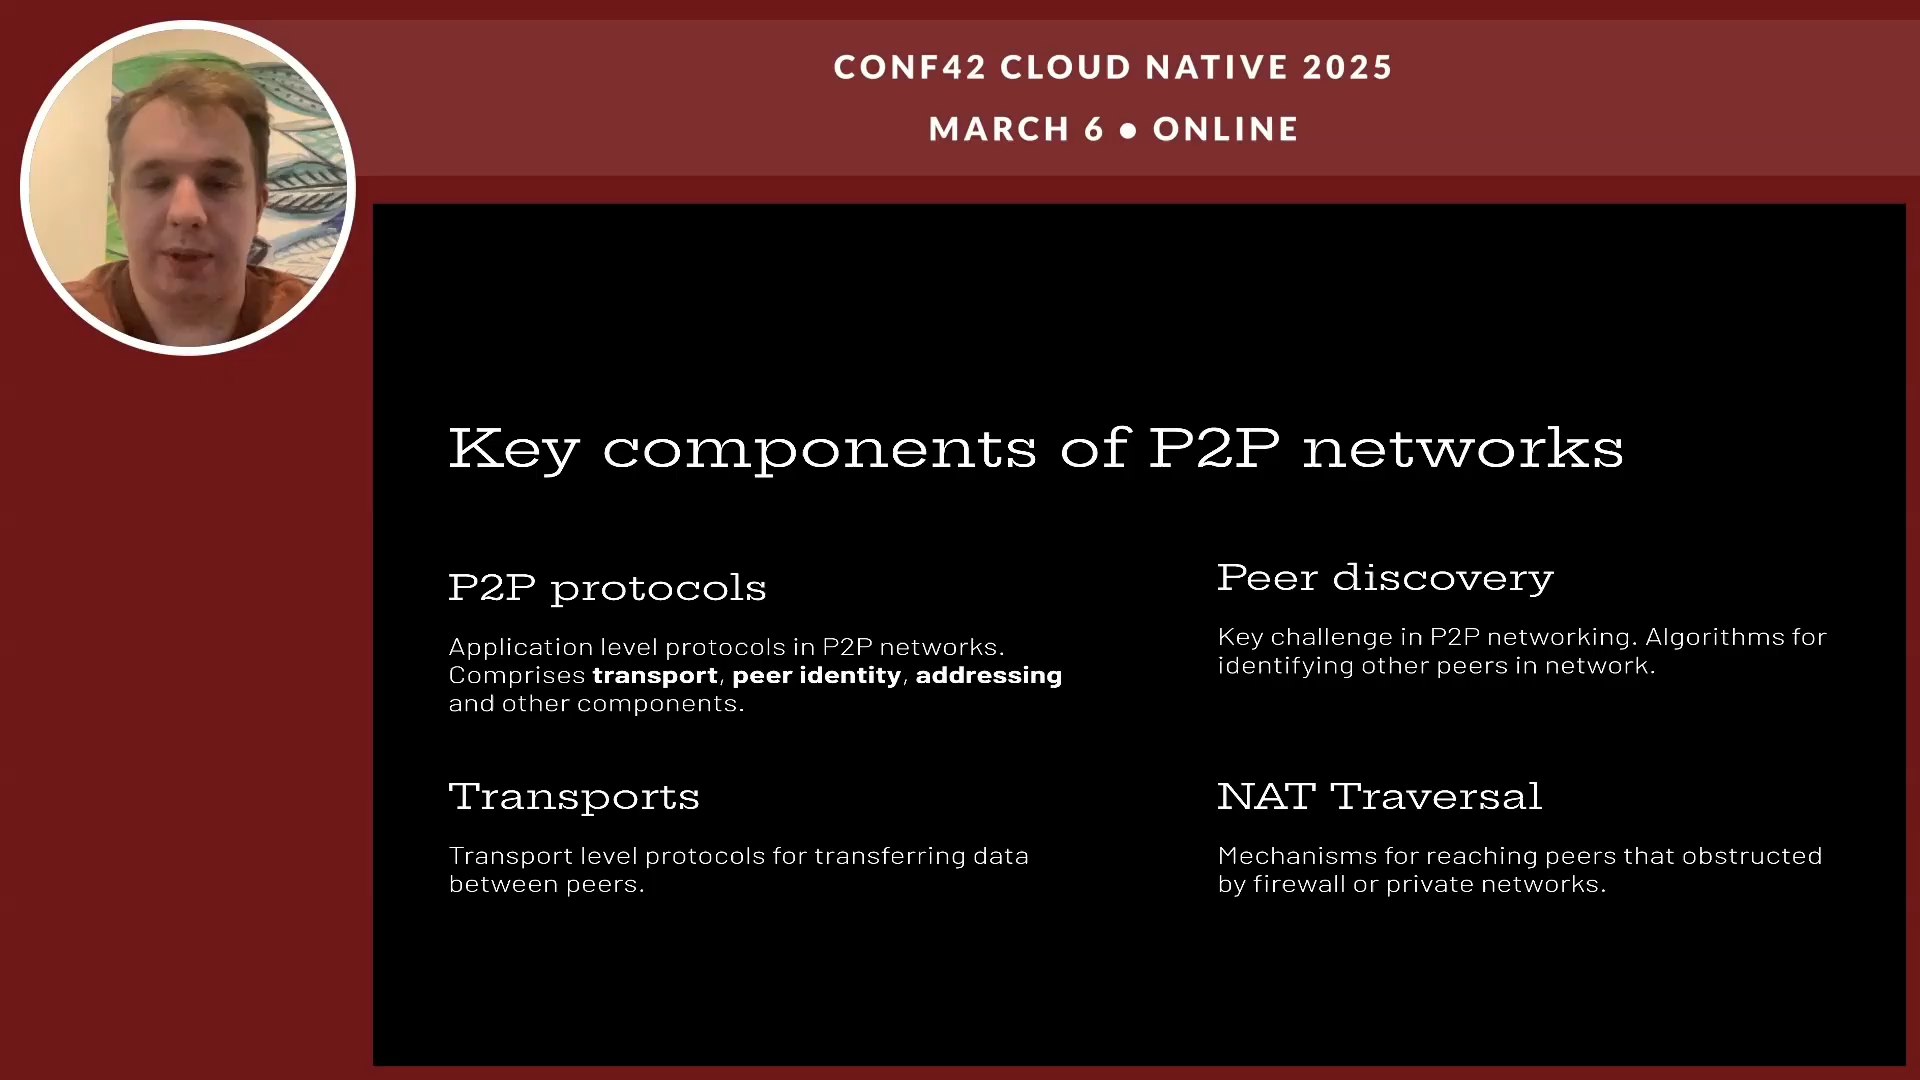 CONF42 CLOUD NATIVE 2025
MARCH 6 ● ONLINE
Key components of P2P networks
P2P protocols
Application level protocols in P2P networks.
Comprises transport, peer identity, addressing
and other components.
Peer discovery
Key challenge in P2P networking. Algorithms for
identifying other peers in network.
Transports
Transport level protocols for transferring data
between peers.
NAT Traversal
Mechanisms for reaching peers that obstructed
by firewall or private networks.